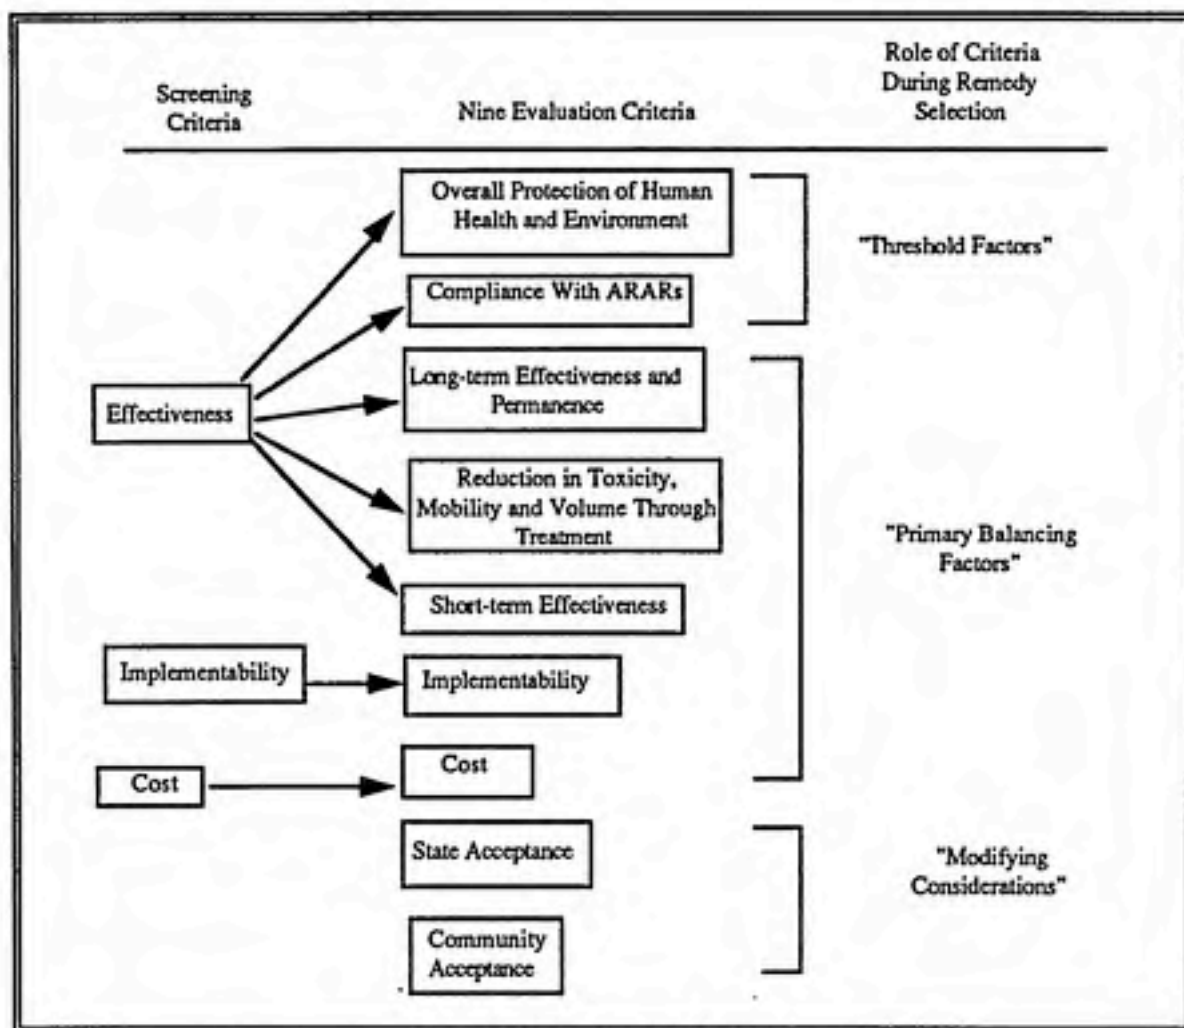 Screening
Criteria
Nine Evaluation Criteria
Role of Criteria
During Remedy
Selection
Overall Protection of Human
Health and Environment
Compliance With ARARs
"Threshold Factors"
Long-term Effectiveness and
Permanence
Effectiveness
Reduction in Toxicity,
Mobility and Volume Through
Treatment
"Primary Balancing
Factors"
Short-term Effectiveness
Implementability
Implementability
Cost
Cost
State Acceptance
Community
Acceptance
"Modifying
Considerations"